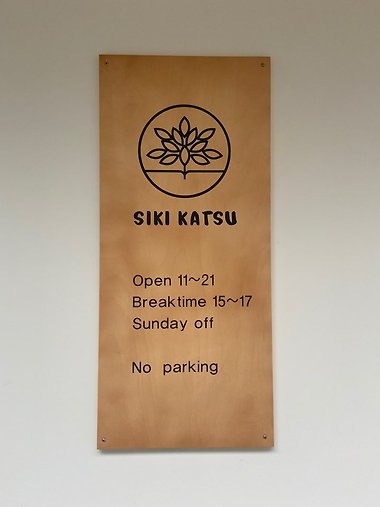 SIKI KATSU
Open 11～21
Breaktime 15～17
Sunday off
No parking